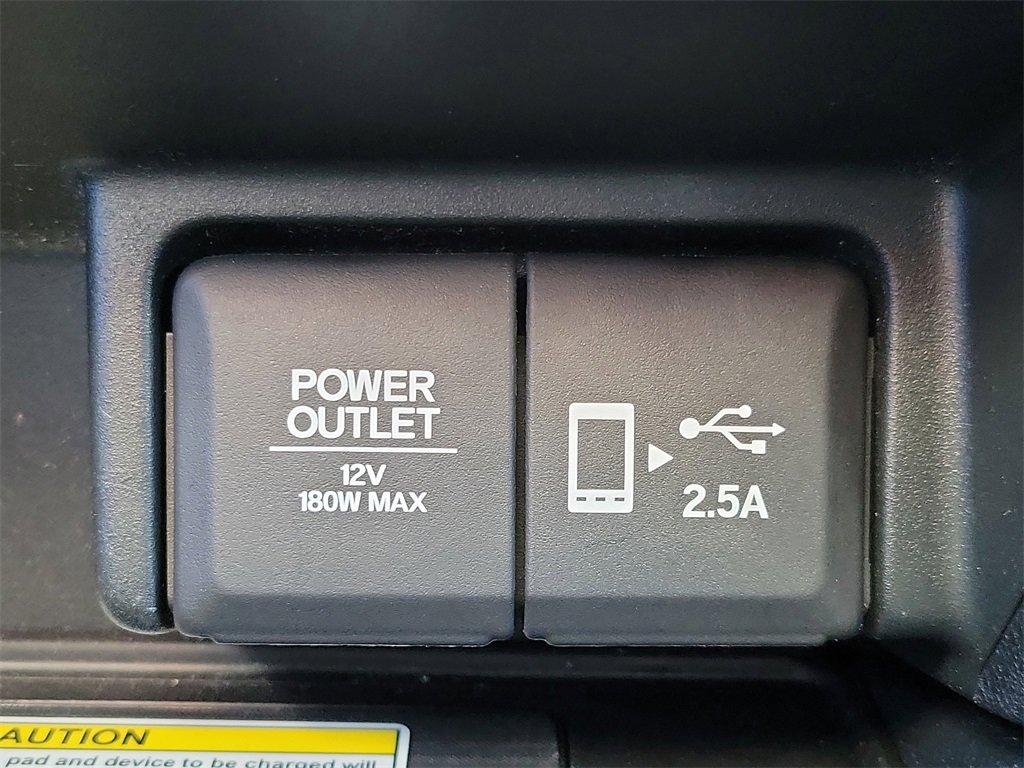 POWER
OUTLET
12V
180W MAX
2.5A
AUTION
pad and device to be charged will